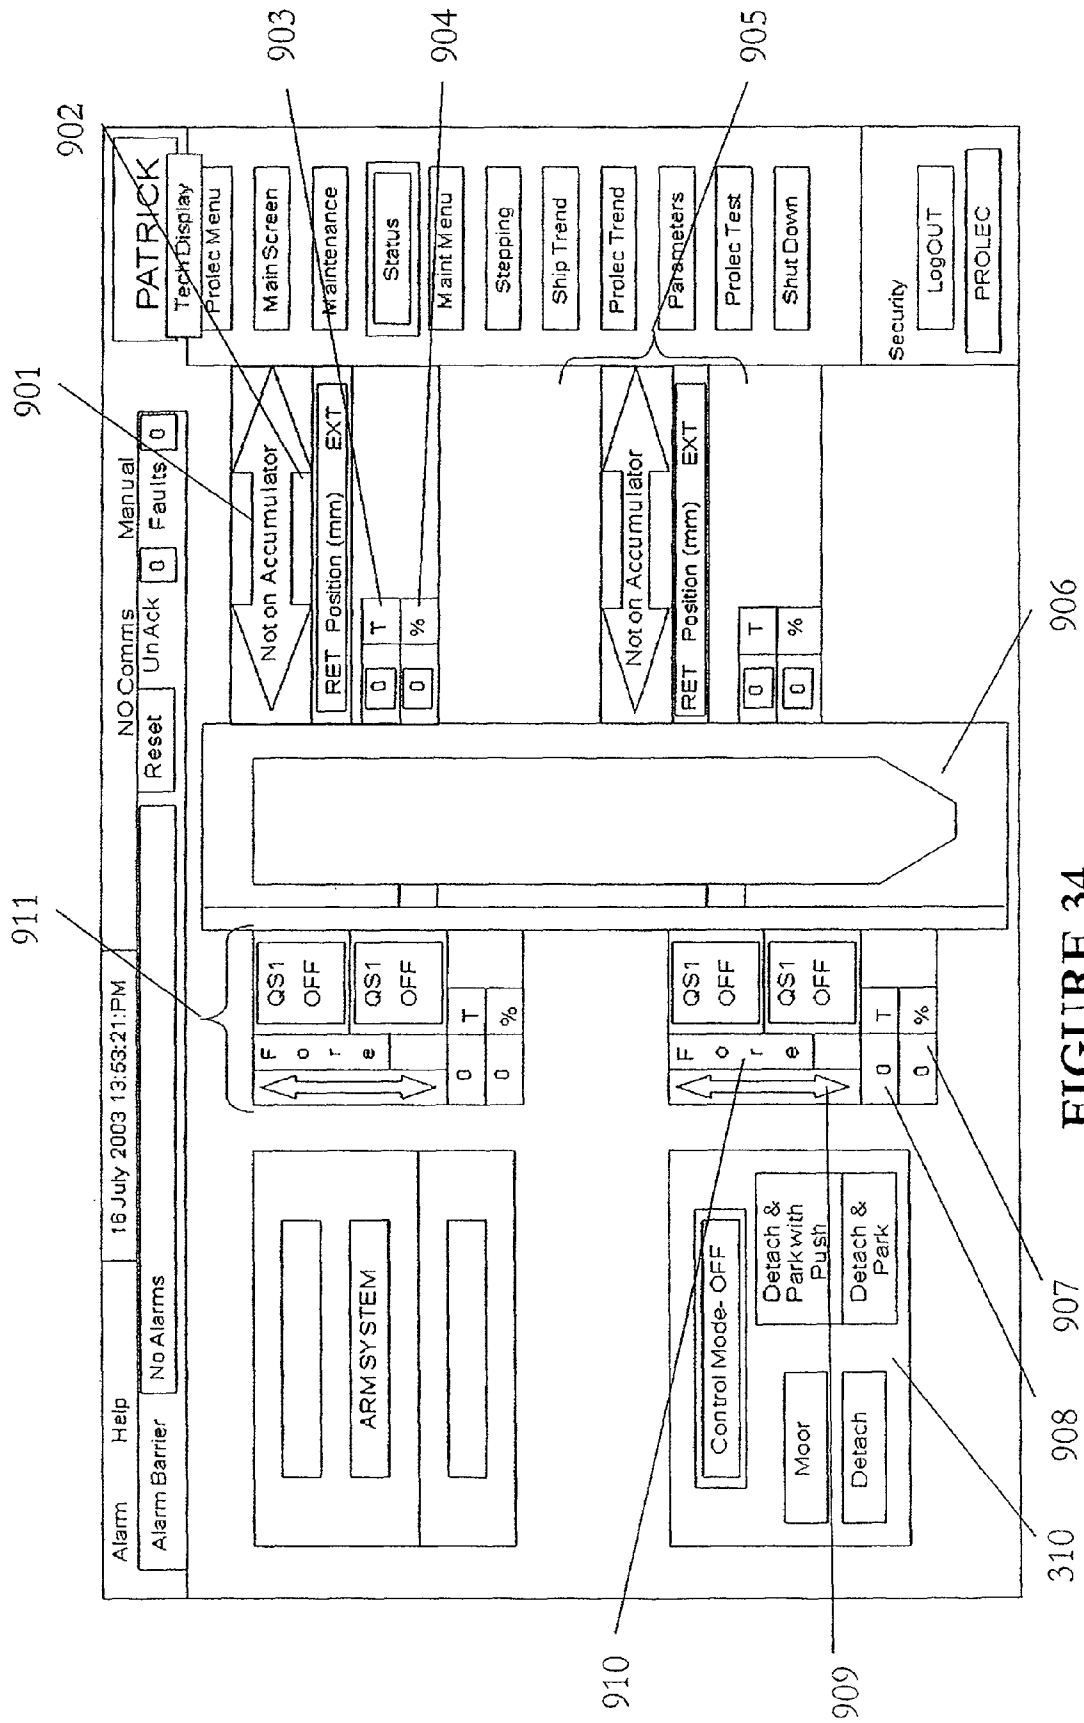 Alarm Help 16 July 2003 13:53:21:PM NO Comms Manual
PATRICK
Alarm Barrier No Alarms Reset UnAck 0 Faults 0
Tech Display
Prolec Menu
Main Screen
Maintenance
Status
Maint Menu
Stepping
Ship Trend
Prolec Trend
Parameters
Prolec Test
Shut Down
Security
LogOUT
PROLEC
ARM SYSTEM
Fore
QS1 OFF
QS1 OFF
0 T
0 %
Not on Accumulator
RET Position (mm) EXT
0 T
0 %
Control Mode- OFF
Moor
Detach & Park with Push
Detach
Detach & Park
Fore
QS1 OFF
QS1 OFF
0 T
0 %
Not on Accumulator
RET Position (mm) EXT
0 T
0 %
901
902
903
904
905
906
907
908
909
910
911
310
FIGURE 34